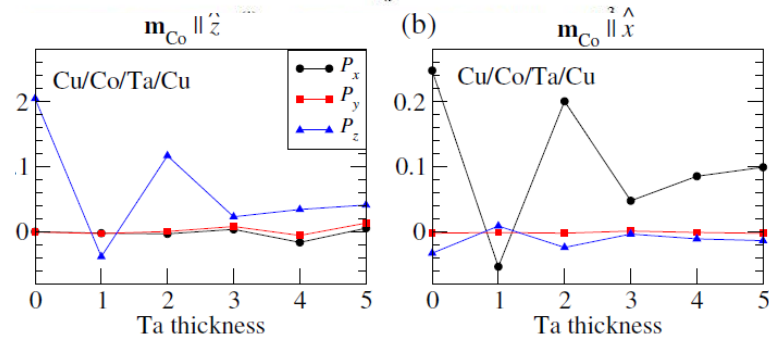 m_Co ∥ ẑ
Cu/Co/Ta/Cu
P_x
P_y
P_z
2
.1
0
0 1 2 3 4 5
Ta thickness
(b)
m_Co ∥ x̂
Cu/Co/Ta/Cu
0.2
0.1
0
0 1 2 3 4 5
Ta thickness